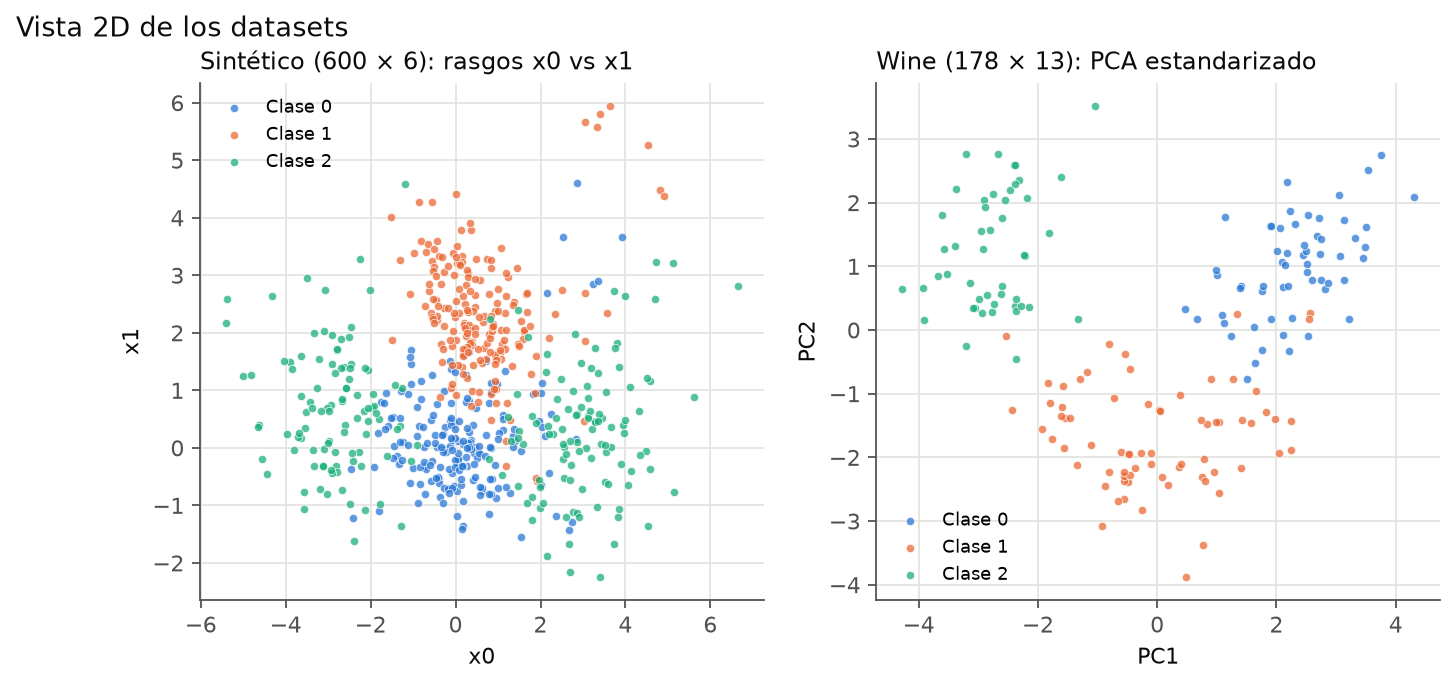 Vista 2D de los datasets
Sintético (600 × 6): rasgos x0 vs x1
Clase 0
Clase 1
Clase 2
6
5
4
3
2
1
0
−1
−2
x1
−6 −4 −2 0 2 4 6
x0
Wine (178 × 13): PCA estandarizado
3
2
1
0
−1
−2
−3
−4
PC2
Clase 0
Clase 1
Clase 2
−4 −2 0 2 4
PC1